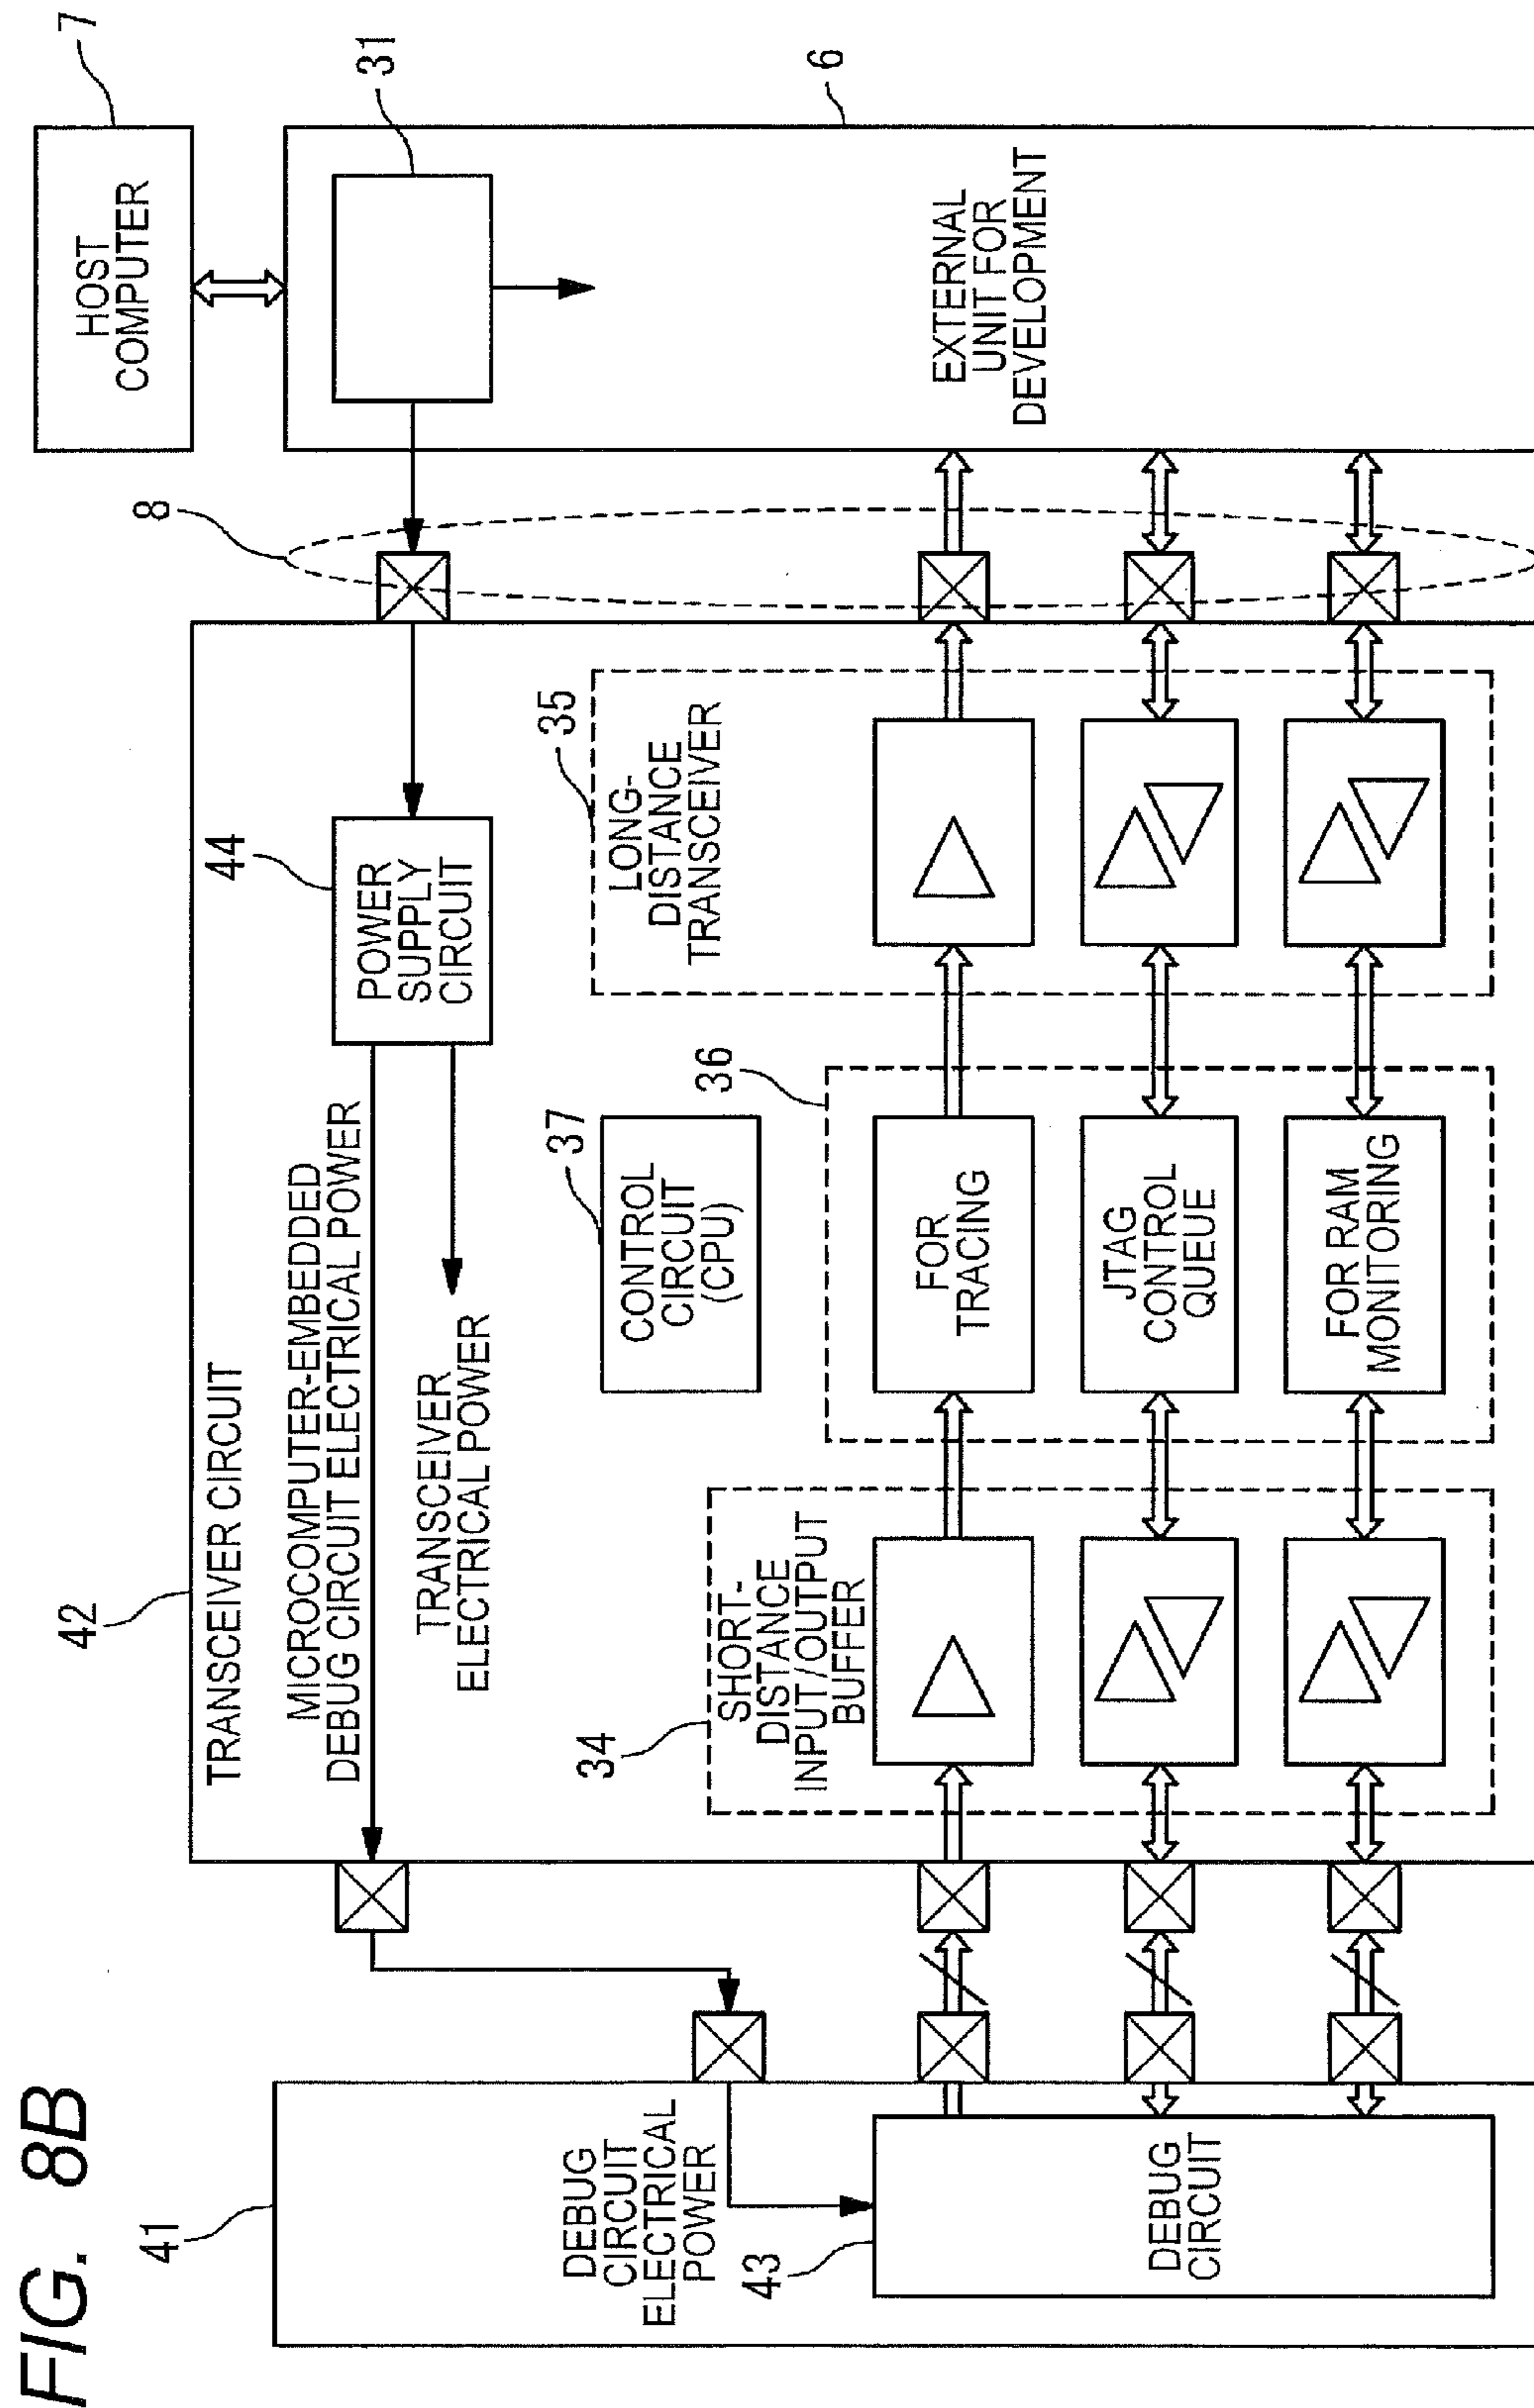 FIG. 8B
41
DEBUG
CIRCUIT
ELECTRICAL
POWER
43
DEBUG
CIRCUIT
42
TRANSCEIVER CIRCUIT
MICROCOMPUTER-EMBEDDED
DEBUG CIRCUIT ELECTRICAL POWER
TRANSCEIVER
ELECTRICAL POWER
44
POWER
SUPPLY
CIRCUIT
34
SHORT-
DISTANCE
INPUT/OUTPUT
BUFFER
37
CONTROL
CIRCUIT
(CPU)
36
FOR
TRACING
JTAG
CONTROL
QUEUE
FOR RAM
MONITORING
35
LONG-
DISTANCE
TRANSCEIVER
8
7
HOST
COMPUTER
31
6
EXTERNAL
UNIT FOR
DEVELOPMENT